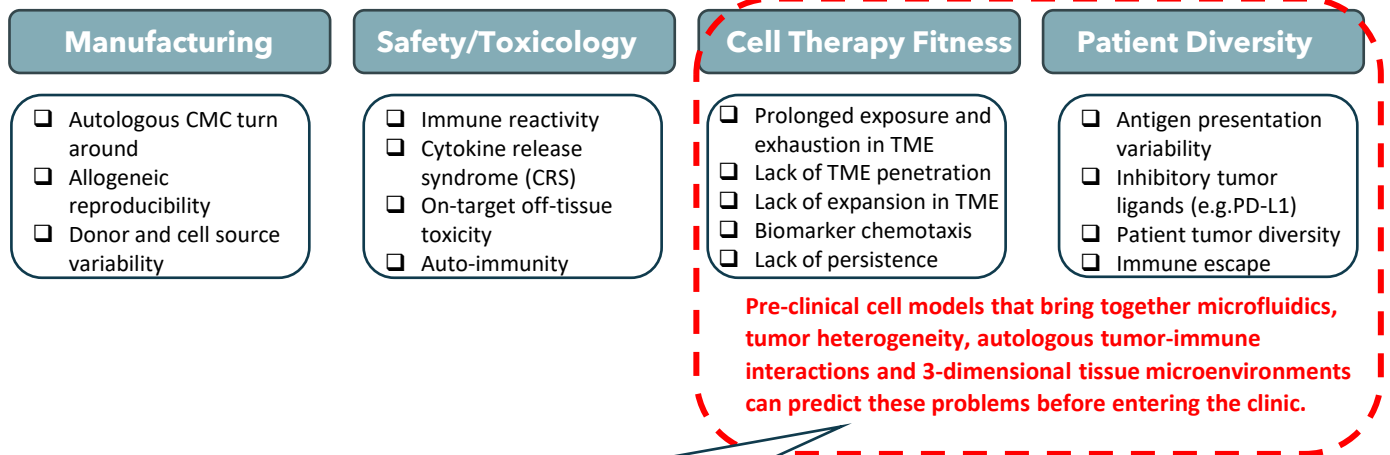 Manufacturing
Safety/Toxicology
Cell Therapy Fitness
Patient Diversity
❑ Autologous CMC turn
around
❑ Allogeneic
reproducibility
❑ Donor and cell source
variability
❑ Immune reactivity
❑ Cytokine release
syndrome (CRS)
❑ On-target off-tissue
toxicity
❑ Auto-immunity
❑ Prolonged exposure and
exhaustion in TME
❑ Lack of TME penetration
❑ Lack of expansion in TME
❑ Biomarker chemotaxis
❑ Lack of persistence
❑ Antigen presentation
variability
❑ Inhibitory tumor
ligands (e.g.PD-L1)
❑ Patient tumor diversity
❑ Immune escape
Pre-clinical cell models that bring together microfluidics,
tumor heterogeneity, autologous tumor-immune
interactions and 3-dimensional tissue microenvironments
can predict these problems before entering the clinic.